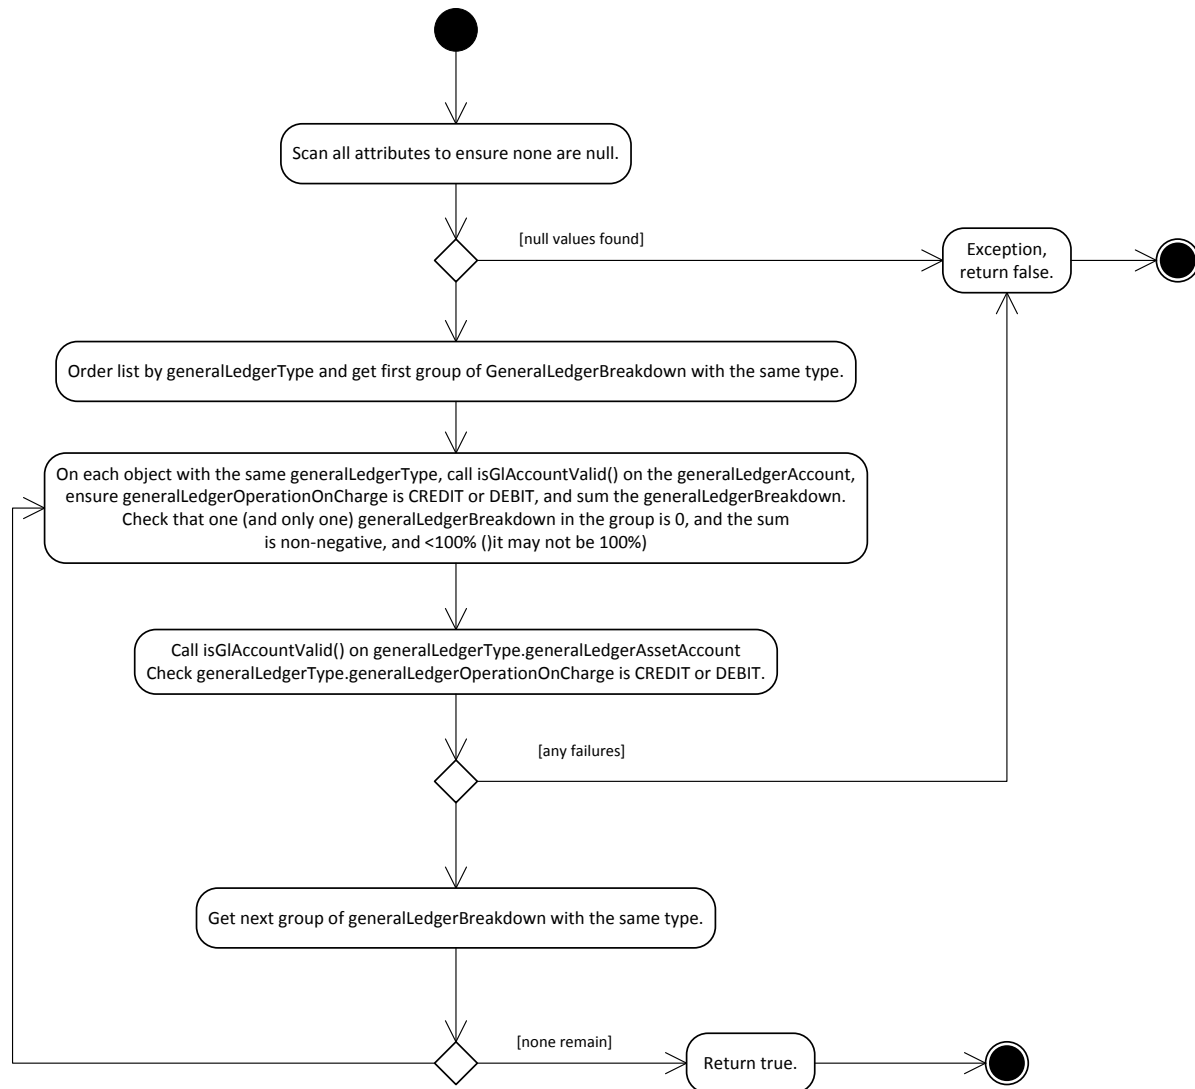 Scan all attributes to ensure none are null.
[null values found]
Exception,
return false.
Order list by generalLedgerType and get first group of GeneralLedgerBreakdown with the same type.
On each object with the same generalLedgerType, call isGlAccountValid() on the generalLedgerAccount,
ensure generalLedgerOperationOnCharge is CREDIT or DEBIT, and sum the generalLedgerBreakdown.
Check that one (and only one) generalLedgerBreakdown in the group is 0, and the sum
is non-negative, and <100% ()it may not be 100%)
Call isGlAccountValid() on generalLedgerType.generalLedgerAssetAccount
Check generalLedgerType.generalLedgerOperationOnCharge is CREDIT or DEBIT.
[any failures]
Get next group of generalLedgerBreakdown with the same type.
[none remain]
Return true.